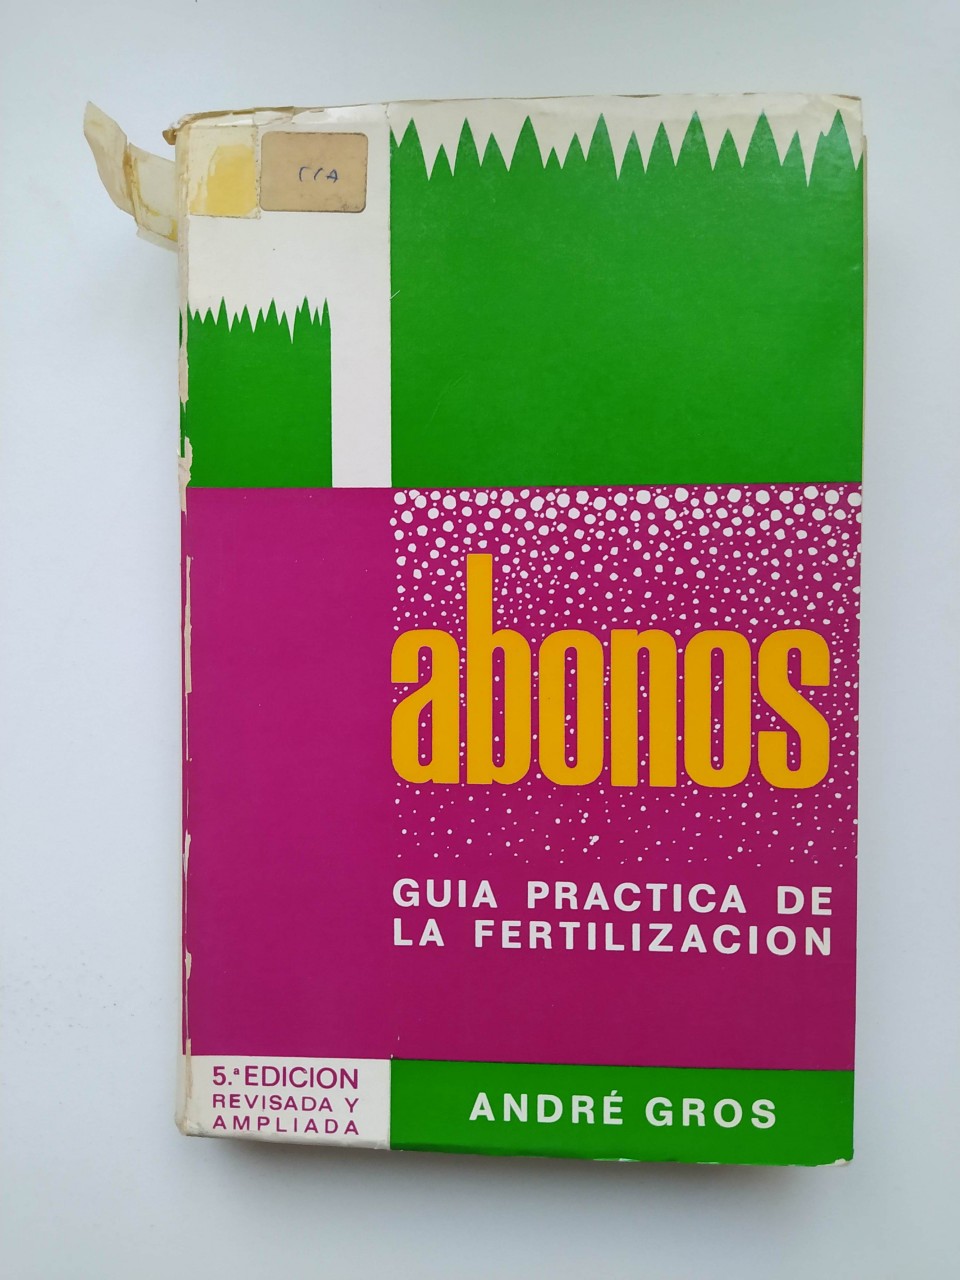 abonos
GUIA PRACTICA DE
LA FERTILIZACION
5.ª EDICION
REVISADA Y
AMPLIADA
ANDRÉ GROS